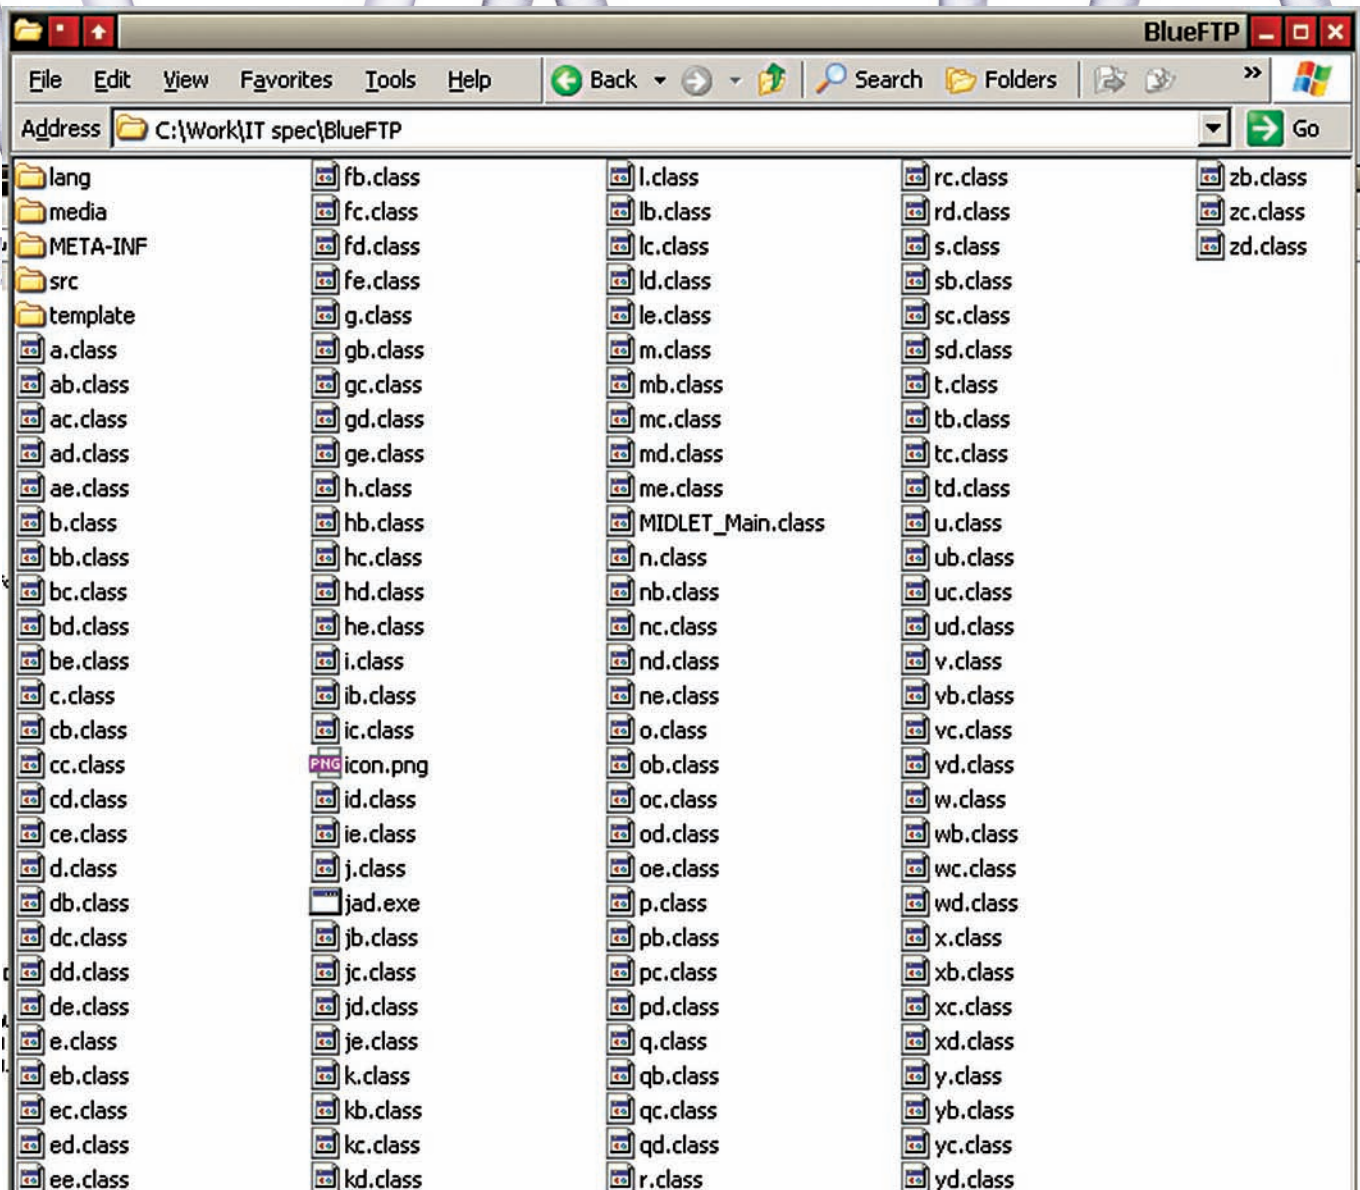 BlueFTP
File Edit View Favorites Tools Help Back Search Folders »
Address C:\Work\IT spec\BlueFTP Go
lang
media
META-INF
src
template
a.class
ab.class
ac.class
ad.class
ae.class
b.class
bb.class
bc.class
bd.class
be.class
c.class
cb.class
cc.class
cd.class
ce.class
d.class
db.class
dc.class
dd.class
de.class
e.class
eb.class
ec.class
ed.class
ee.class
fb.class
fc.class
fd.class
fe.class
g.class
gb.class
gc.class
gd.class
ge.class
h.class
hb.class
hc.class
hd.class
he.class
i.class
ib.class
ic.class
PNG icon.png
id.class
ie.class
j.class
jad.exe
jb.class
jc.class
jd.class
je.class
k.class
kb.class
kc.class
kd.class
l.class
lb.class
lc.class
ld.class
le.class
m.class
mb.class
mc.class
md.class
me.class
MIDLET_Main.class
n.class
nb.class
nc.class
nd.class
ne.class
o.class
ob.class
oc.class
od.class
oe.class
p.class
pb.class
pc.class
pd.class
q.class
qb.class
qc.class
qd.class
r.class
rc.class
rd.class
s.class
sb.class
sc.class
sd.class
t.class
tb.class
tc.class
td.class
u.class
ub.class
uc.class
ud.class
v.class
vb.class
vc.class
vd.class
w.class
wb.class
wc.class
wd.class
x.class
xb.class
xc.class
xd.class
y.class
yb.class
yc.class
yd.class
zb.class
zc.class
zd.class